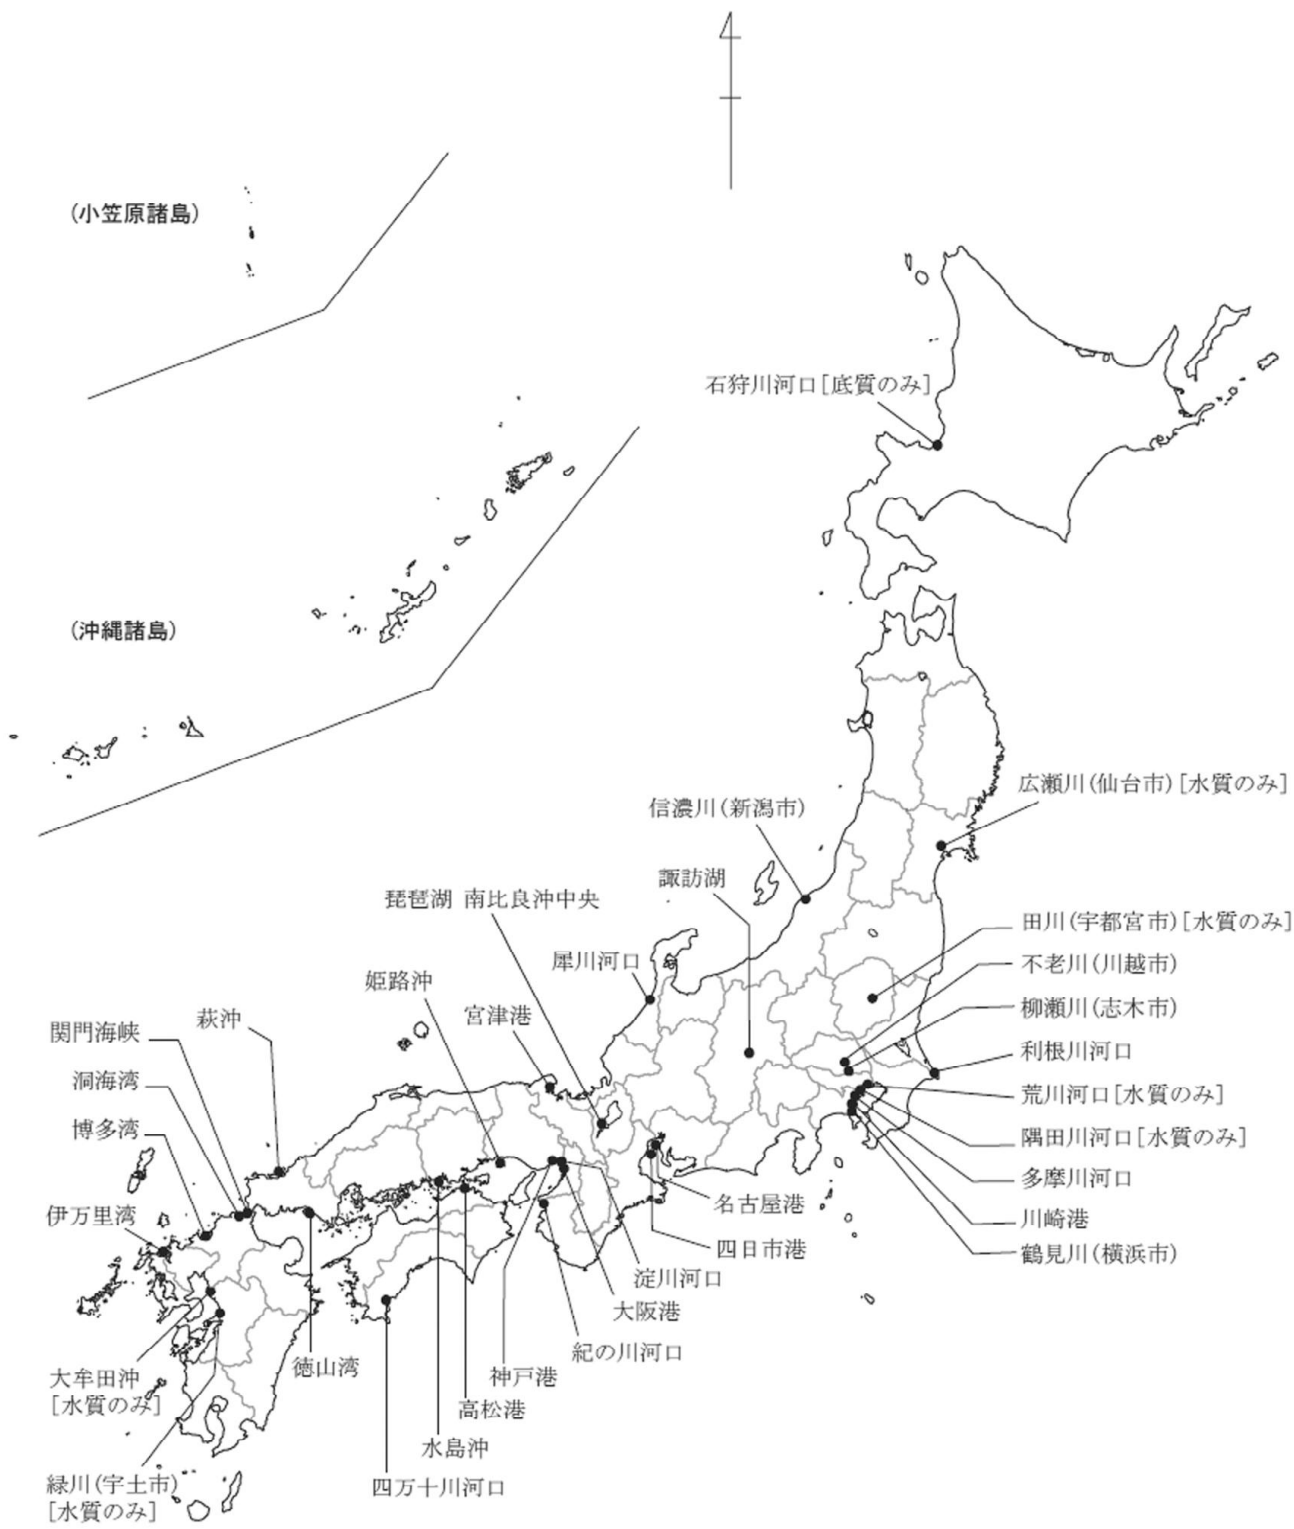 (小笠原諸島)
石狩川河口[底質のみ]
(沖縄諸島)
広瀬川(仙台市)[水質のみ]
信濃川(新潟市)
諏訪湖
琵琶湖 南比良沖中央
田川(宇都宮市)[水質のみ]
犀川河口
不老川(川越市)
姫路沖
柳瀬川(志木市)
宮津港
萩沖
関門海峡
利根川河口
洞海湾
荒川河口[水質のみ]
博多湾
隅田川河口[水質のみ]
多摩川河口
名古屋港
伊万里湾
川崎港
四日市港
鶴見川(横浜市)
淀川河口
大阪港
紀の川河口
徳山湾
神戸港
大牟田沖
[水質のみ]
高松港
水島沖
緑川(宇土市)
[水質のみ]
四万十川河口